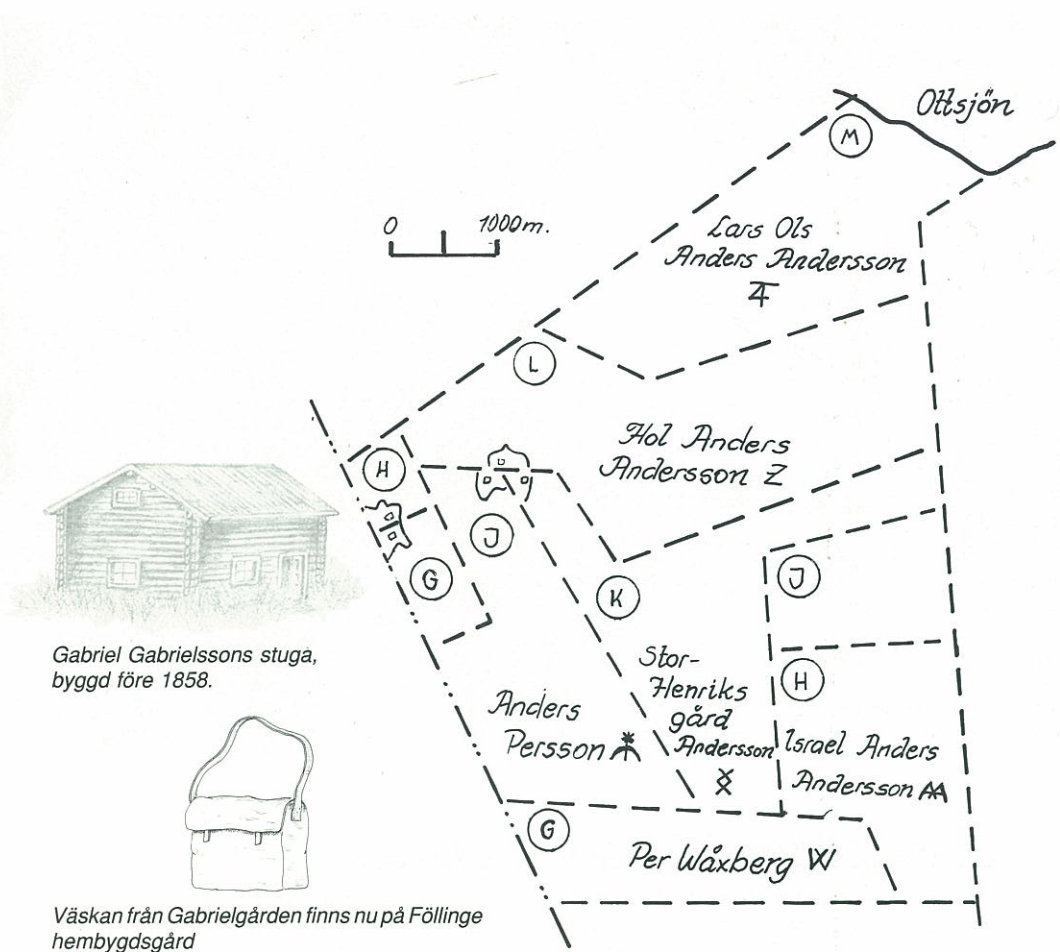 Ottsjön
M
0 1000 m.
Lars Ols
Anders Andersson
L
Hol Anders
Andersson Z
H
J
G
K
J
H
Stor-
Henriks
gård
Andersson
Anders
Persson
Israel Anders
Andersson AA
G
Per Wåxberg W
Gabriel Gabrielssons stuga,
byggd före 1858.
Väskan från Gabrielgården finns nu på Föllinge
hembygdsgård